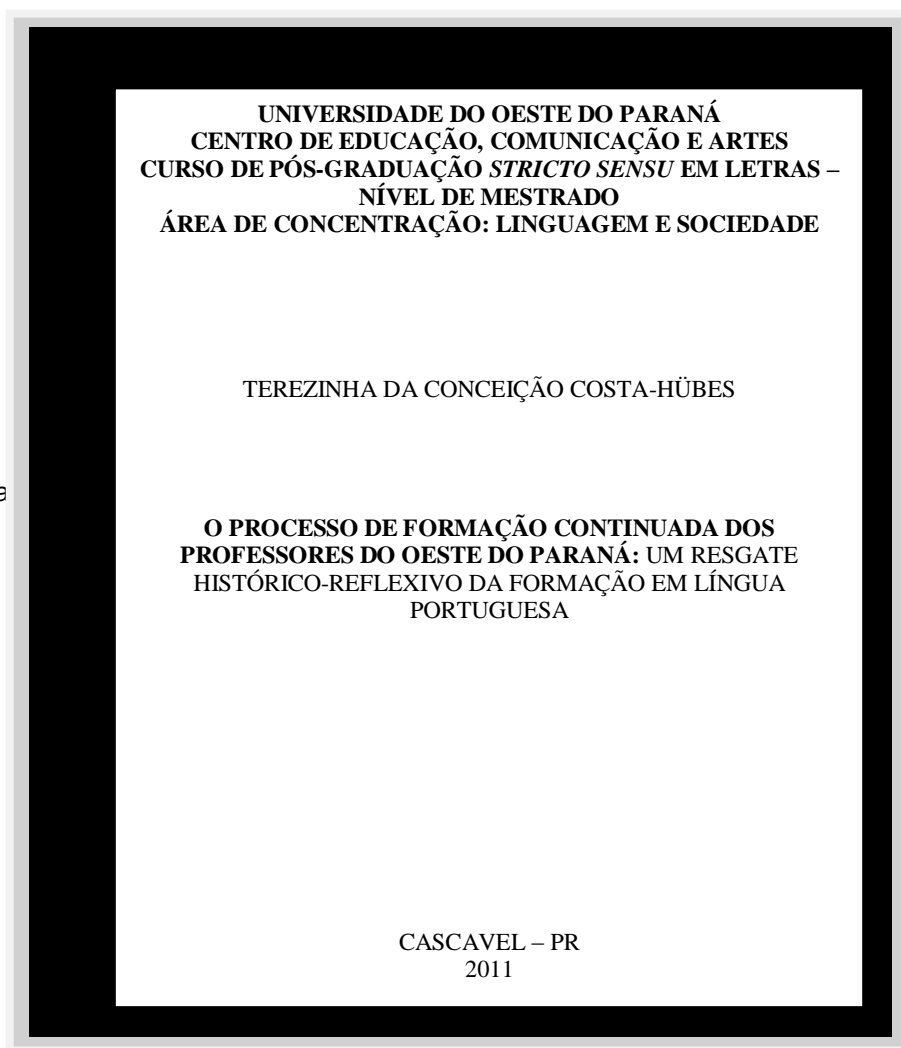 UNIVERSIDADE DO OESTE DO PARANÁ
CENTRO DE EDUCAÇÃO, COMUNICAÇÃO E ARTES
CURSO DE PÓS-GRADUAÇÃO STRICTO SENSU EM LETRAS –
NÍVEL DE MESTRADO
ÁREA DE CONCENTRAÇÃO: LINGUAGEM E SOCIEDADE
TEREZINHA DA CONCEIÇÃO COSTA-HÜBES
O PROCESSO DE FORMAÇÃO CONTINUADA DOS
PROFESSORES DO OESTE DO PARANÁ: UM RESGATE
HISTÓRICO-REFLEXIVO DA FORMAÇÃO EM LÍNGUA
PORTUGUESA
CASCAVEL – PR
2011